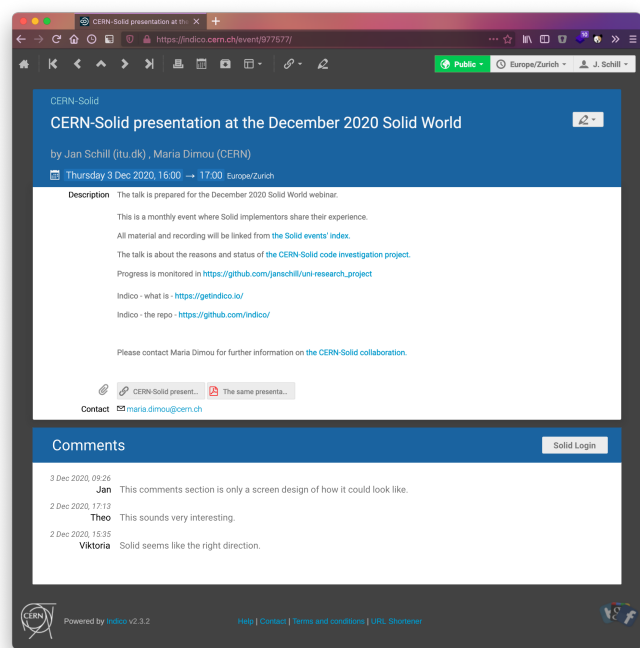 CERN-Solid presentation at the
https://indico.cern.ch/event/977577/
10
Public
Europe/Zurich
J. Schill
CERN-Solid
CERN-Solid presentation at the December 2020 Solid World
by Jan Schill (itu.dk) , Maria Dimou (CERN)
Thursday 3 Dec 2020, 16:00 → 17:00 Europe/Zurich
Description The talk is prepared for the December 2020 Solid World webinar.
This is a monthly event where Solid implementors share their experience.
All material and recording will be linked from the Solid events' index.
The talk is about the reasons and status of the CERN-Solid code investigation project.
Progress is monitored in https://github.com/janschill/uni-research_project
Indico - what is - https://getindico.io/
Indico - the repo - https://github.com/indico/
Please contact Maria Dimou for further information on the CERN-Solid collaboration.
CERN-Solid present... The same presenta...
Contact maria.dimou@cern.ch
Comments
Solid Login
3 Dec 2020, 09:26
Jan This comments section is only a screen design of how it could look like.
2 Dec 2020, 17:13
Theo This sounds very interesting.
2 Dec 2020, 15:35
Viktoria Solid seems like the right direction.
CERN
Powered by Indico v2.3.2
Help | Contact | Terms and conditions | URL Shortener